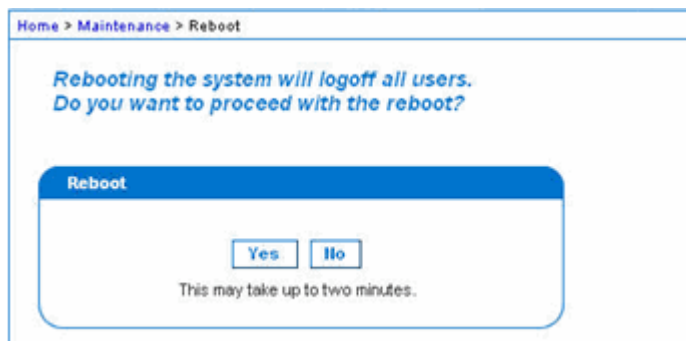 Home > Maintenance > Reboot
Rebooting the system will logoff all users.
Do you want to proceed with the reboot?
Reboot
Yes No
This may take up to two minutes.